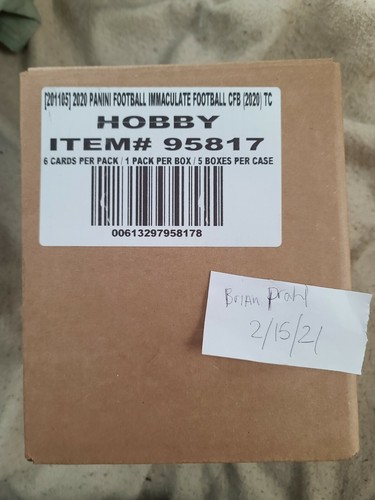 [201105] 2020 PANINI FOOTBALL IMMACULATE FOOTBALL CFB (2020) TC
HOBBY
ITEM# 95817
6 CARDS PER PACK / 1 PACK PER BOX / 5 BOXES PER CASE
00613297958178
Brian
2/15/21